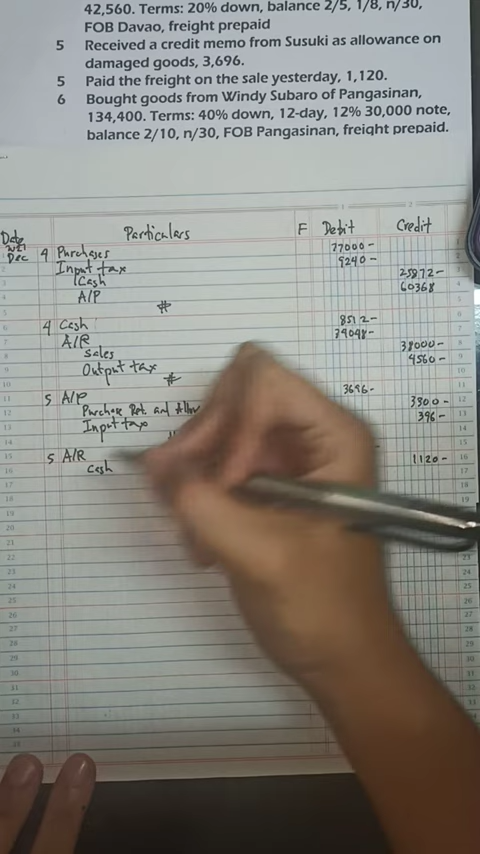 42,560. Terms: 20% down, balance 2/5, 1/8, n/30,
FOB Davao, freight prepaid
5 Received a credit memo from Susuki as allowance on
damaged goods, 3,696.
5 Paid the freight on the sale yesterday, 1,120.
6 Bought goods from Windy Subaro of Pangasinan,
134,400. Terms: 40% down, 12-day, 12% 30,000 note,
balance 2/10, n/30, FOB Pangasinan, freight prepaid.
Date Particulars F Debit Credit
Dec 4 Purchases 77000-
Input tax 9240-
Cash 25872-
A/P 60368
#
4 Cash 8512-
A/R 34048-
Sales 38000-
Output tax 4560-
#
5 A/P 3696-
Purchase Ret. and Allow 3300-
Input tax 396-
5 A/R
Cash 1120-